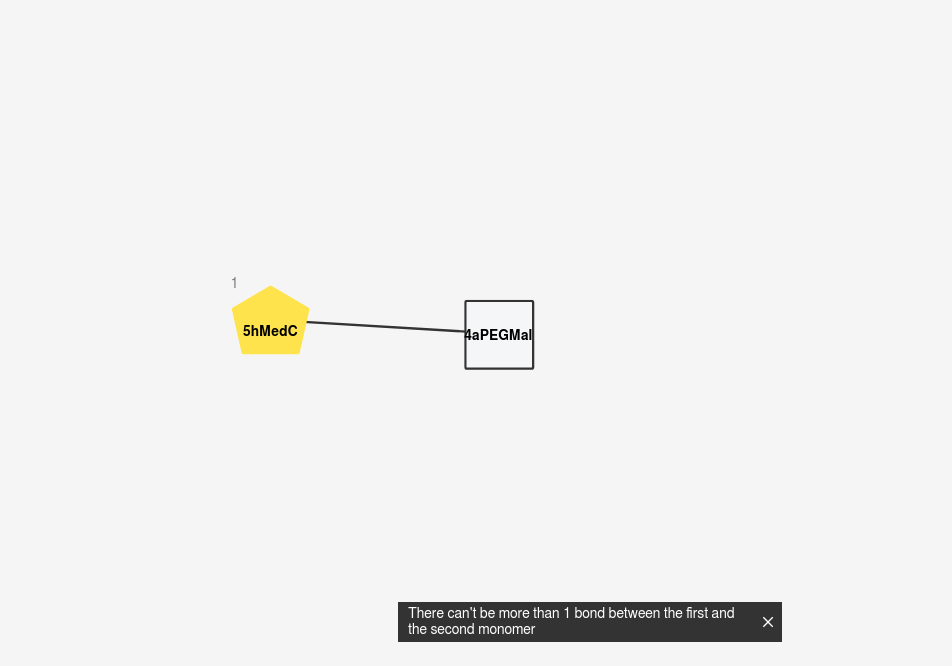 1
5hMedC
4aPEGMal
There can't be more than 1 bond between the first and
the second monomer